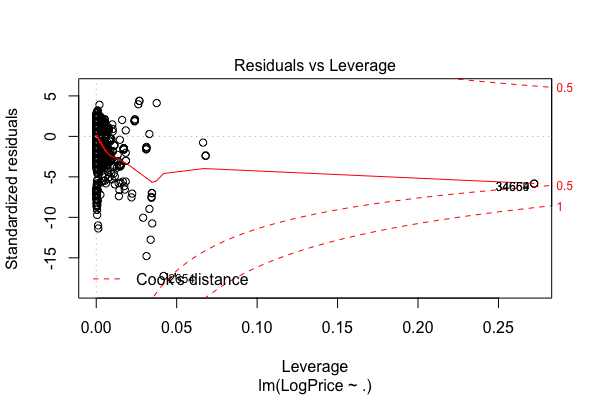 Residuals vs Leverage
Standardized residuals
5
0
-5
-10
-15
0.5
0.5
1
Cook's distance
0.00
0.05
0.10
0.15
0.20
0.25
Leverage
lm(LogPrice ~ .)